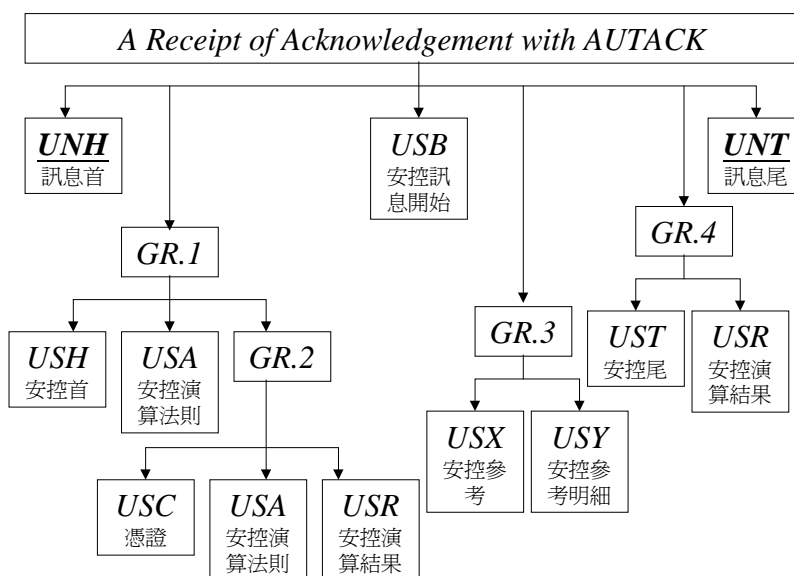 A Receipt of Acknowledgement with AUTACK
UNH
訊息首
USB
安控訊
息開始
UNT
訊息尾
GR.1
GR.4
USH
安控首
USA
安控演
算法則
GR.2
GR.3
UST
安控尾
USR
安控演
算結果
USX
安控參
考
USY
安控參
考明細
USC
憑證
USA
安控演
算法則
USR
安控演
算結果